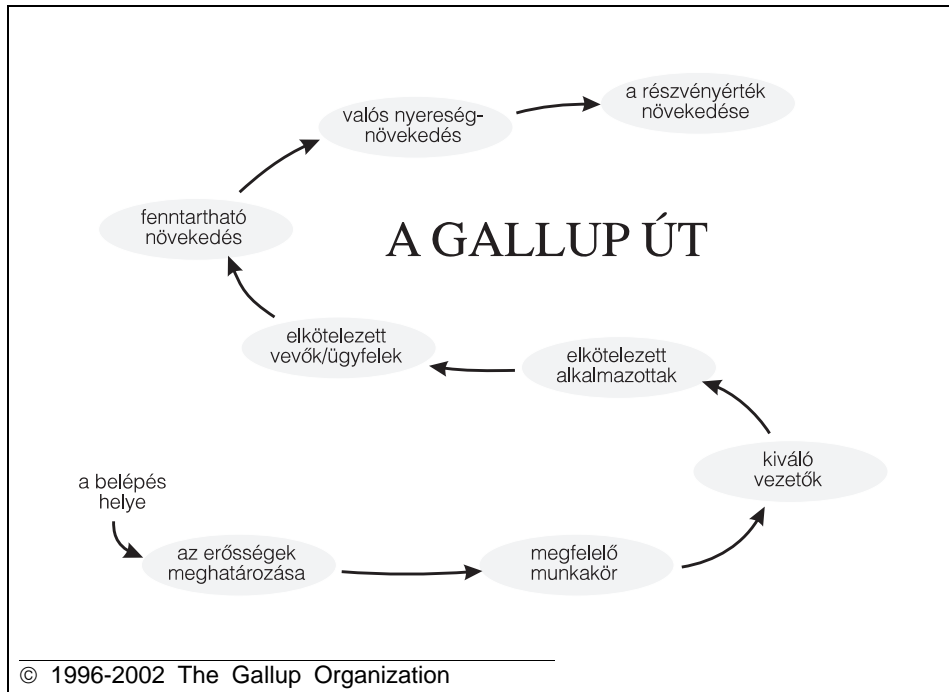 a részvényérték
növekedése
valós nyereség-
növekedés
fenntartható
növekedés
A GALLUP ÚT
elkötelezett
vevők/ügyfelek
elkötelezett
alkalmazottak
kiváló
vezetők
a belépés
helye
az erősségek
meghatározása
megfelelő
munkakör
© 1996-2002 The Gallup Organization